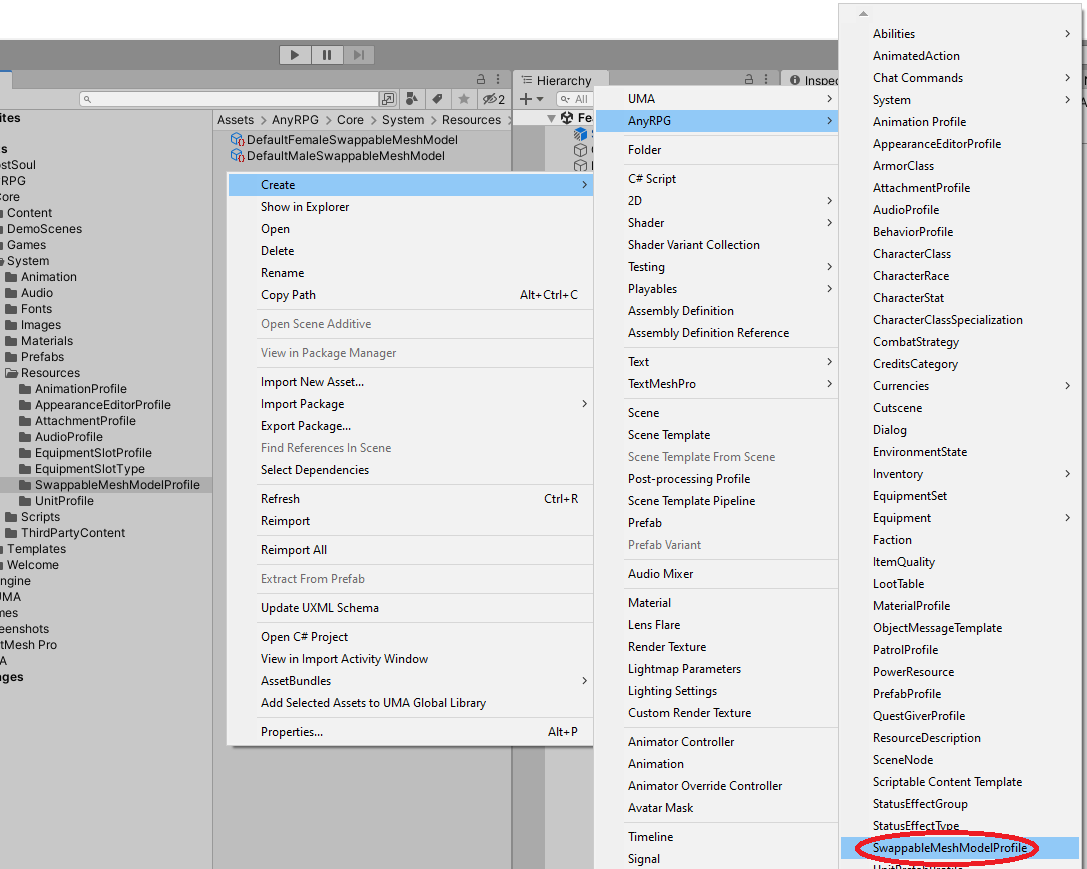 2
Hierarchy
Inspec
All
Assets > AnyRPG > Core > System > Resources >
DefaultFemaleSwappableMeshModel
DefaultMaleSwappableMeshModel
ites
s
stSoul
RPG
ore
Content
DemoScenes
Games
System
Animation
Audio
Fonts
Images
Materials
Prefabs
Resources
AnimationProfile
AppearanceEditorProfile
AttachmentProfile
AudioProfile
EquipmentSlotProfile
EquipmentSlotType
SwappableMeshModelProfile
UnitProfile
Scripts
ThirdPartyContent
Templates
Welcome
ngine
UMA
mes
eenshots
tMesh Pro
A
ages
Fea
Create
Show in Explorer
Open
Delete
Rename
Copy Path Alt+Ctrl+C
Open Scene Additive
View in Package Manager
Import New Asset...
Import Package
Export Package...
Find References In Scene
Select Dependencies
Refresh Ctrl+R
Reimport
Reimport All
Extract From Prefab
Update UXML Schema
Open C# Project
View in Import Activity Window
AssetBundles
Add Selected Assets to UMA Global Library
Properties... Alt+P
UMA
AnyRPG
Folder
C# Script
2D
Shader
Shader Variant Collection
Testing
Playables
Assembly Definition
Assembly Definition Reference
Text
TextMeshPro
Scene
Scene Template
Scene Template From Scene
Post-processing Profile
Scene Template Pipeline
Prefab
Prefab Variant
Audio Mixer
Material
Lens Flare
Render Texture
Lightmap Parameters
Lighting Settings
Custom Render Texture
Animator Controller
Animation
Animator Override Controller
Avatar Mask
Timeline
Signal
Abilities
AnimatedAction
Chat Commands
System
Animation Profile
AppearanceEditorProfile
ArmorClass
AttachmentProfile
AudioProfile
BehaviorProfile
CharacterClass
CharacterRace
CharacterStat
CharacterClassSpecialization
CombatStrategy
CreditsCategory
Currencies
Cutscene
Dialog
EnvironmentState
Inventory
EquipmentSet
Equipment
Faction
ItemQuality
LootTable
MaterialProfile
ObjectMessageTemplate
PatrolProfile
PowerResource
PrefabProfile
QuestGiverProfile
ResourceDescription
SceneNode
Scriptable Content Template
StatusEffectGroup
StatusEffectType
SwappableMeshModelProfile